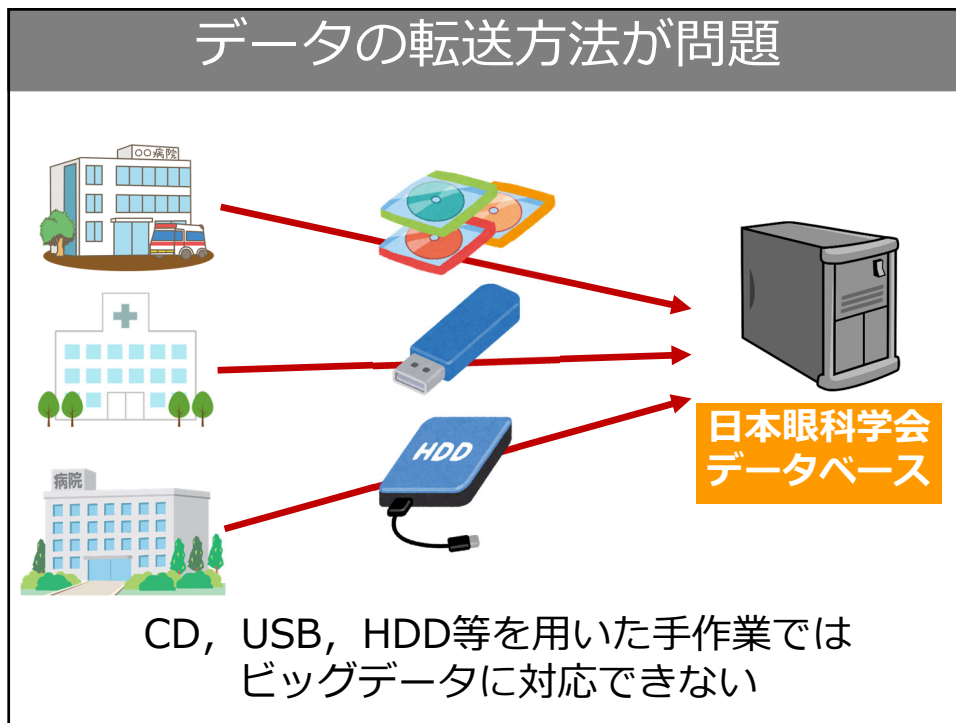 データの転送方法が問題
○○病院
病院
HDD
日本眼科学会
データベース
CD，USB，HDD等を用いた手作業では
ビッグデータに対応できない